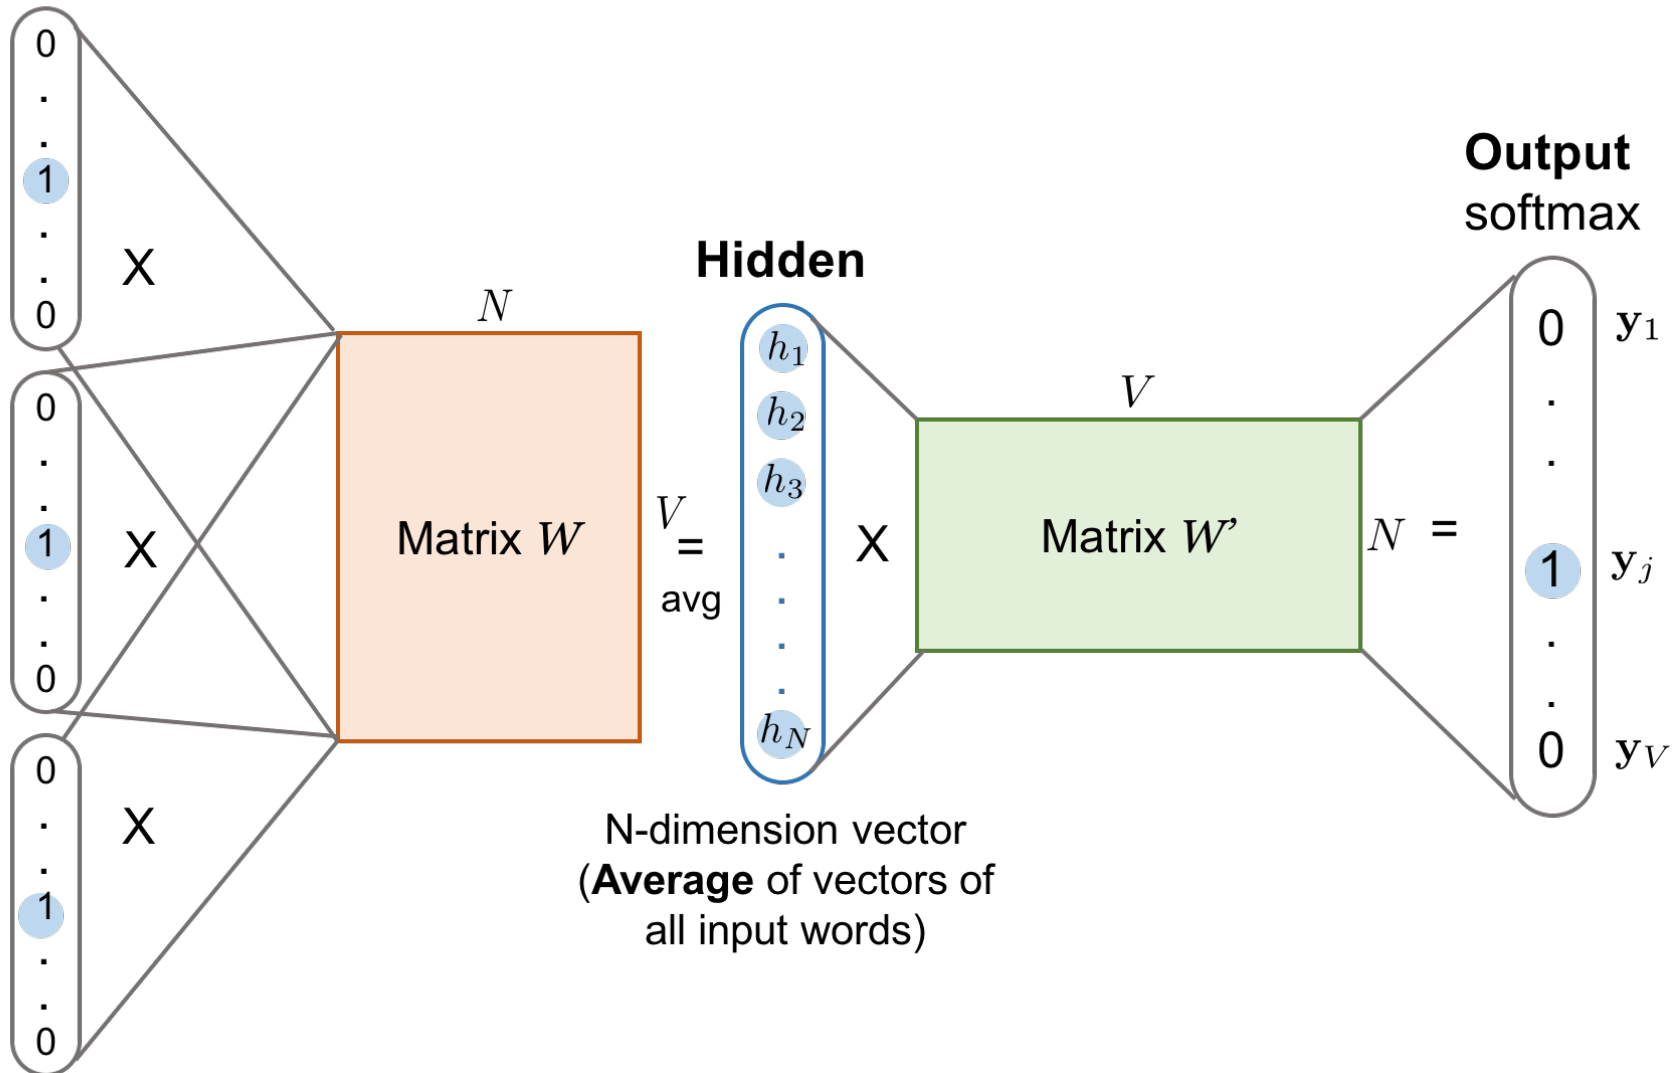 0
.
.
1
.
.
0
X
0
.
.
1
.
.
0
X
0
.
.
1
.
.
0
X
N
Matrix W
V
=
avg
Hidden
h1
h2
h3
.
.
.
.
hN
N-dimension vector
(Average of vectors of
all input words)
X
V
Matrix W'
N =
Output
softmax
0 y1
.
.
1 yj
.
.
0 yV